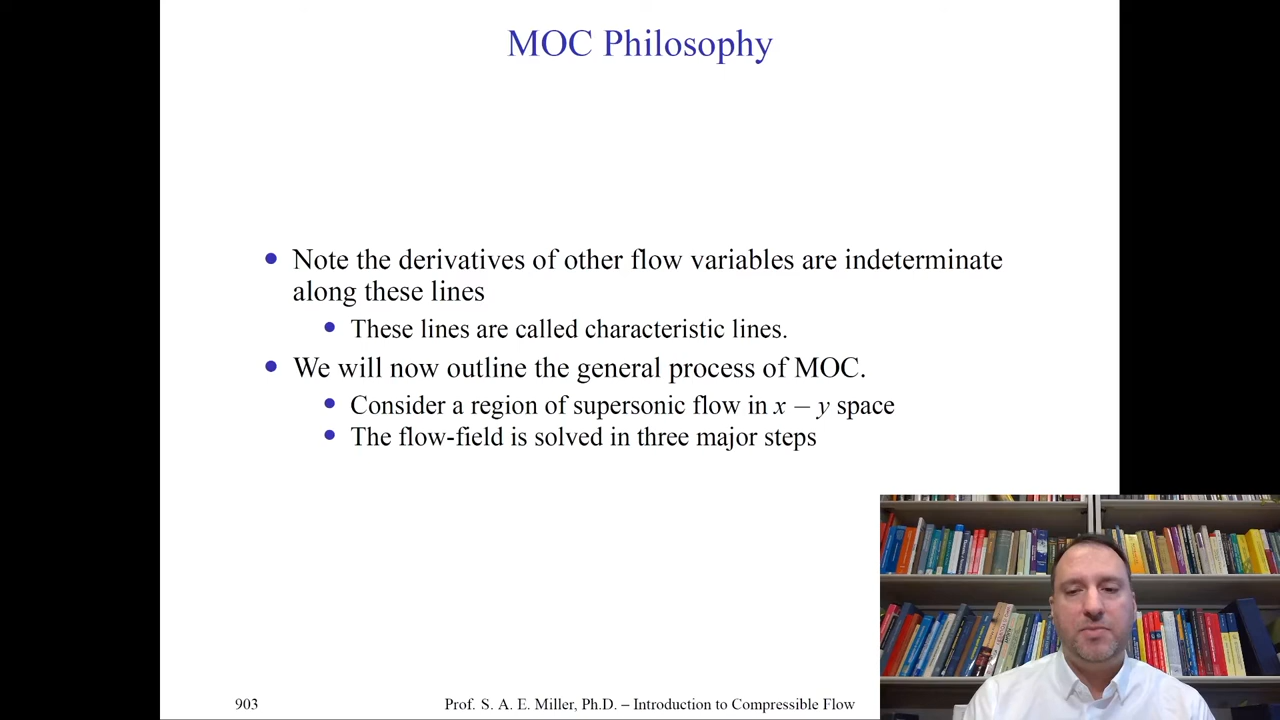 MOC Philosophy
• Note the derivatives of other flow variables are indeterminate
along these lines
• These lines are called characteristic lines.
• We will now outline the general process of MOC.
• Consider a region of supersonic flow in x − y space
• The flow-field is solved in three major steps
903
Prof. S. A. E. Miller, Ph.D. – Introduction to Compressible Flow